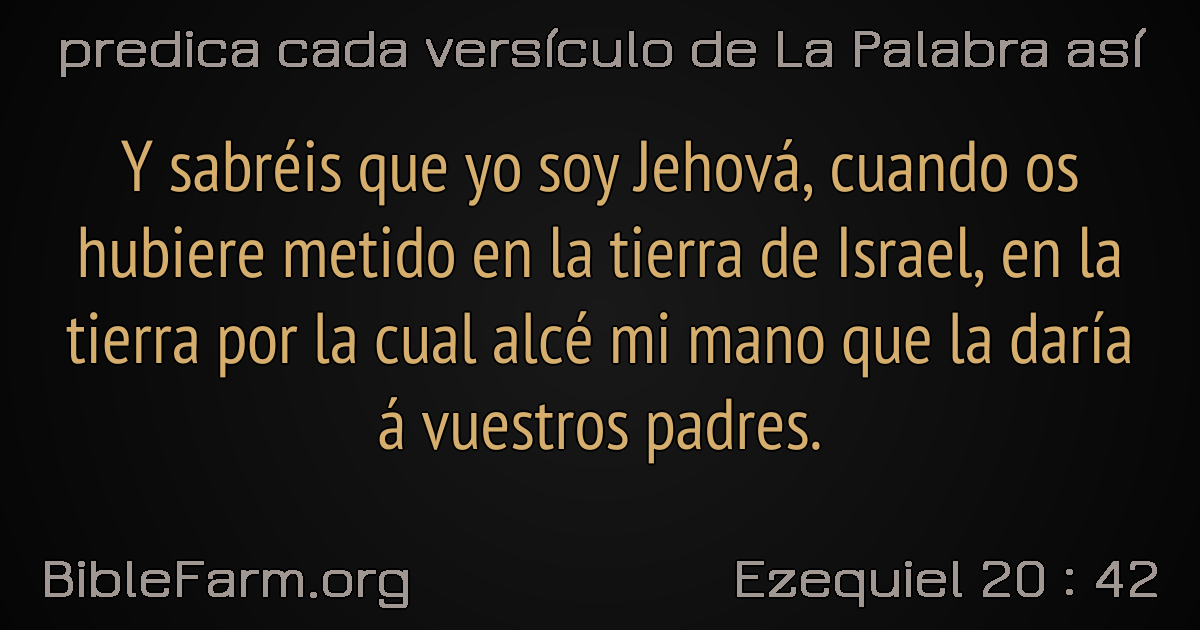 predica cada versículo de La Palabra así
Y sabréis que yo soy Jehová, cuando os
hubiere metido en la tierra de Israel, en la
tierra por la cual alcé mi mano que la daría
á vuestros padres.
BibleFarm.org
Ezequiel 20 : 42